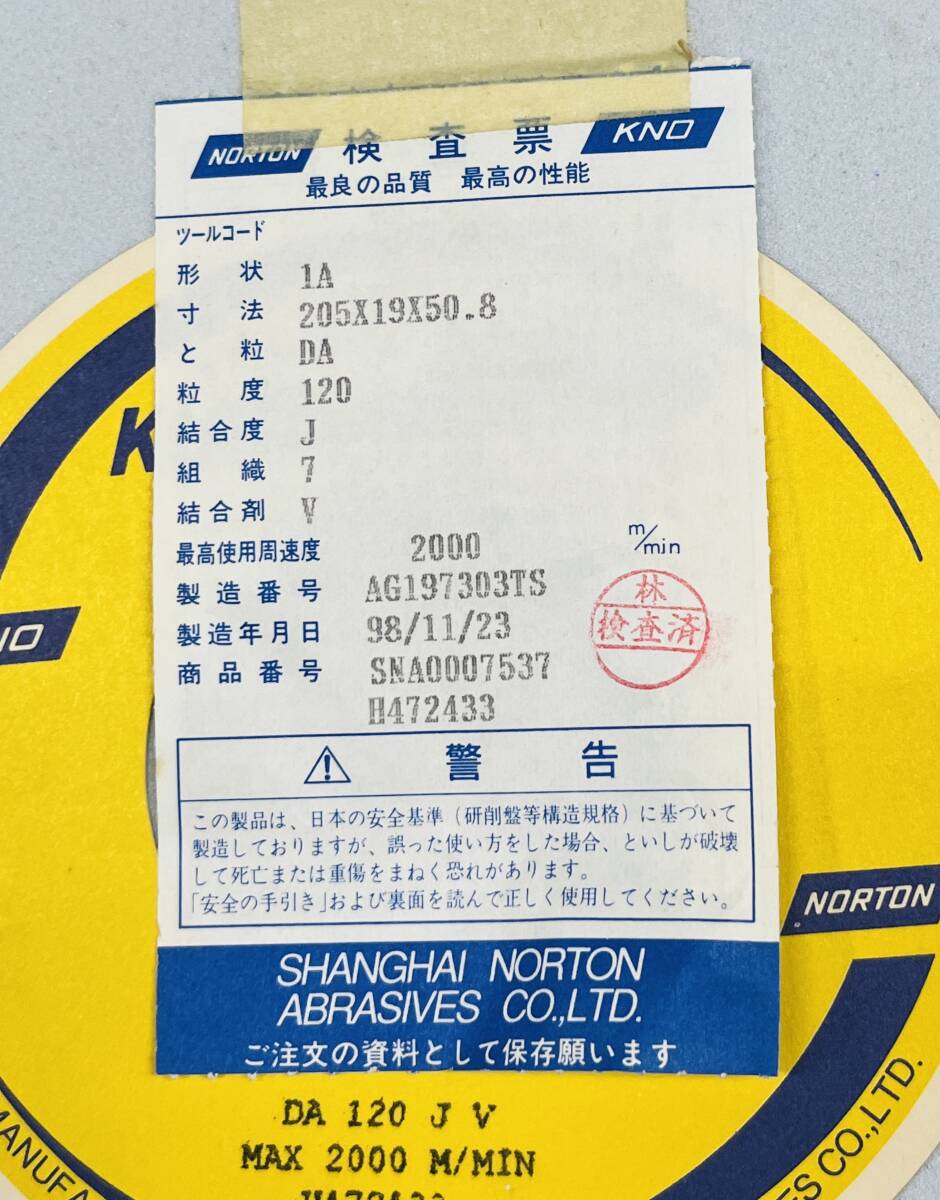 NORTON 検査票 KNO
最良の品質 最高の性能
ツールコード
形状 1A
寸法 205X19X50.8
と粒 DA
粒度 120
結合度 J
組織 7
結合剤 V
最高使用周速度 2000 m/min
製造番号 AG197303TS
製造年月日 98/11/23
商品番号 SNA0007537
H472433
林
検査済
⚠ 警告
この製品は、日本の安全基準(研削盤等構造規格)に基づいて
製造しておりますが、誤った使い方をした場合、といしが破壊
して死亡または重傷をまねく恐れがあります。
「安全の手引き」および裏面を読んで正しく使用してください。
SHANGHAI NORTON
ABRASIVES CO.,LTD.
ご注文の資料として保存願います
K
NO
NORTON
DA 120 J V
MAX 2000 M/MIN
H472433
MANUFA
ES CO.,LTD.